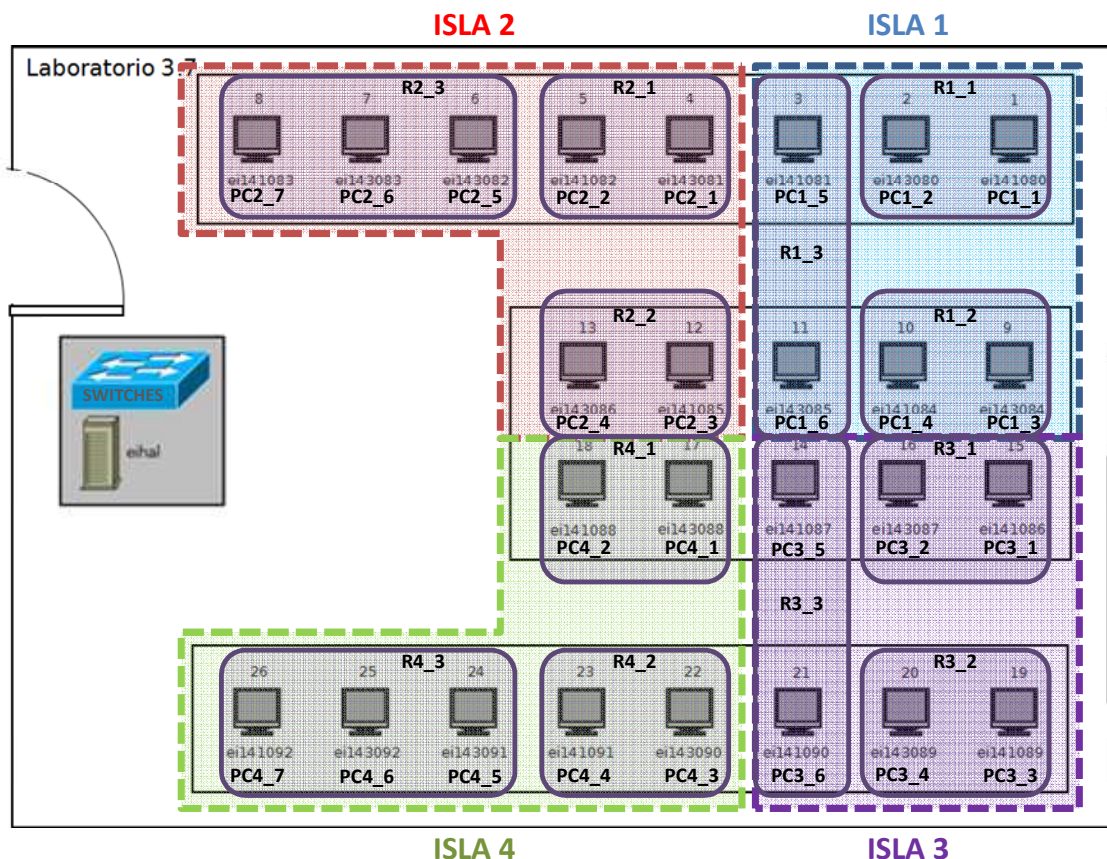 ISLA 2 ISLA 1
Laboratorio 3.7
R2_3 R2_1 R1_1
8 7 6 5 4 3 2 1
ei141083 ei143083 ei143082 ei141082 ei143081 ei141081 ei143080 ei141080
PC2_7 PC2_6 PC2_5 PC2_2 PC2_1 PC1_5 PC1_2 PC1_1
R1_3
R2_2 R1_2
13 12 11 10 9
SWITCHES
ei143086 ei141085 ei143085 ei141084 ei143084
PC2_4 PC2_3 PC1_6 PC1_4 PC1_3
eihal
R4_1 R3_1
18 17 14 16 15
ei141088 ei143088 ei141087 ei143087 ei141086
PC4_2 PC4_1 PC3_5 PC3_2 PC3_1
R3_3
R4_3 R4_2 R3_2
26 25 24 23 22 21 20 19
ei141092 ei143092 ei143091 ei141091 ei143090 ei141090 ei143089 ei141089
PC4_7 PC4_6 PC4_5 PC4_4 PC4_3 PC3_6 PC3_4 PC3_3
ISLA 4 ISLA 3